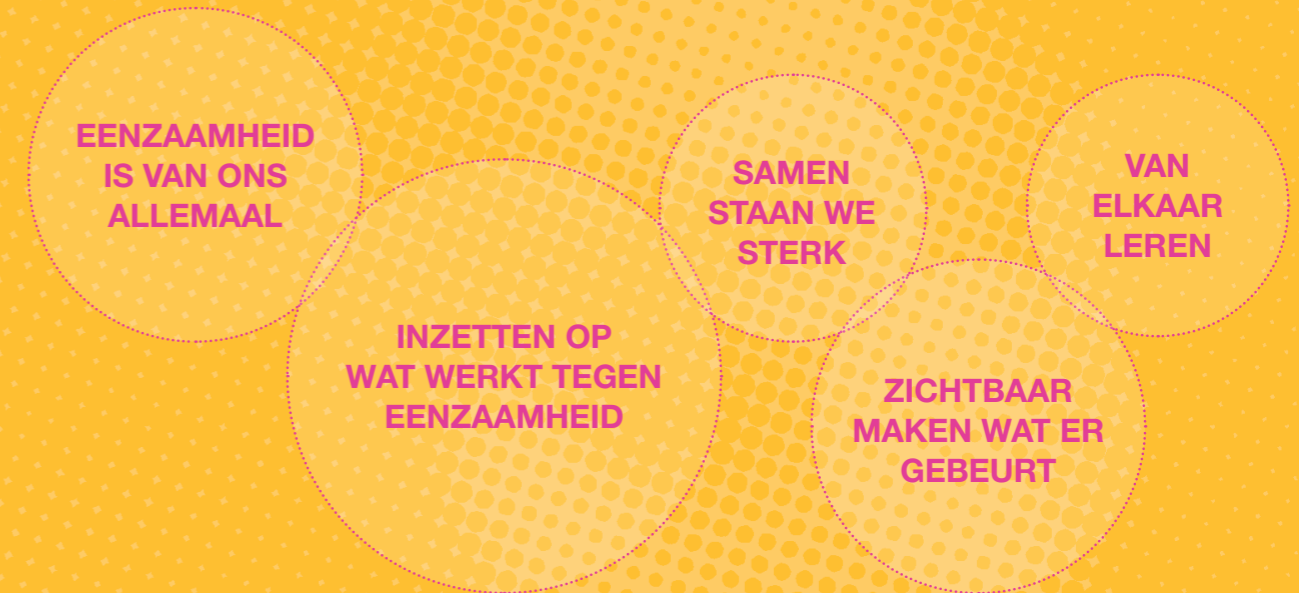 EENZAAMHEID
IS VAN ONS
ALLEMAAL
INZETTEN OP
WAT WERKT TEGEN
EENZAAMHEID
SAMEN
STAAN WE
STERK
ZICHTBAAR
MAKEN WAT ER
GEBEURT
VAN
ELKAAR
LEREN